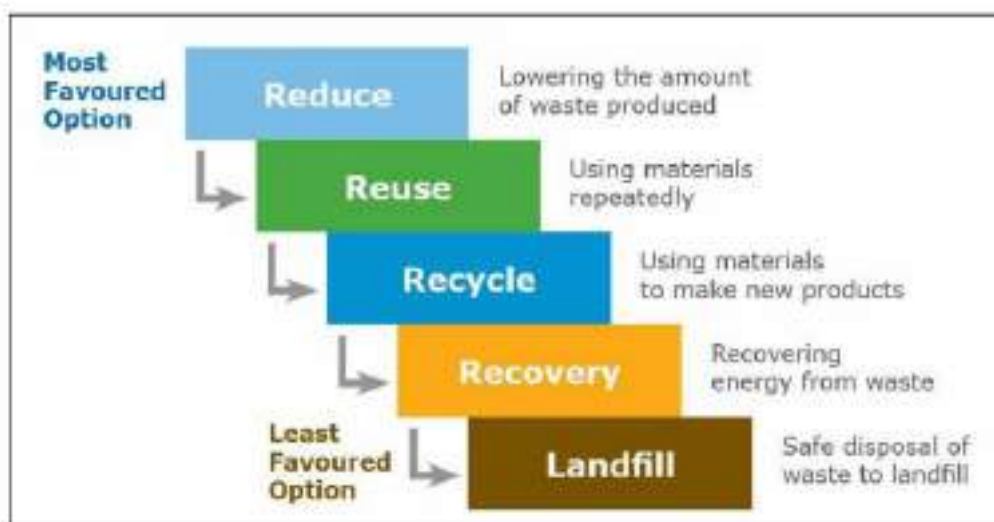 Most
Favoured
Option
Reduce
Lowering the amount
of waste produced
Reuse
Using materials
repeatedly
Recycle
Using materials
to make new products
Recovery
Recovering
energy from waste
Least
Favoured
Option
Landfill
Safe disposal of
waste to landfill